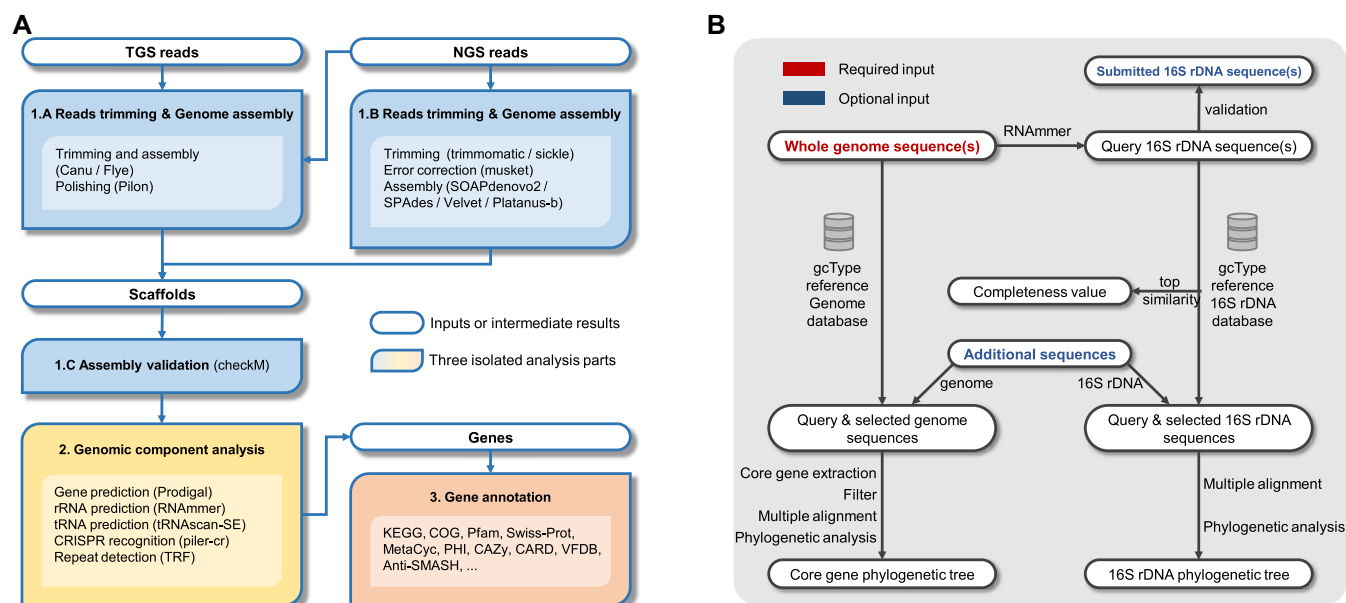 A
TGS reads
NGS reads
1.A Reads trimming & Genome assembly
Trimming and assembly
(Canu / Flye)
Polishing (Pilon)
1.B Reads trimming & Genome assembly
Trimming (trimmomatic / sickle)
Error correction (musket)
Assembly (SOAPdenovo2 /
SPAdes / Velvet / Platanus-b)
Scaffolds
Inputs or intermediate results
Three isolated analysis parts
1.C Assembly validation (checkM)
2. Genomic component analysis
Gene prediction (Prodigal)
rRNA prediction (RNAmmer)
tRNA prediction (tRNAscan-SE)
CRISPR recognition (piler-cr)
Repeat detection (TRF)
Genes
3. Gene annotation
KEGG, COG, Pfam, Swiss-Prot,
MetaCyc, PHI, CAZy, CARD, VFDB,
Anti-SMASH, ...
B
Required input
Optional input
Submitted 16S rDNA sequence(s)
validation
Whole genome sequence(s)
RNAmmer
Query 16S rDNA sequence(s)
gcType
reference
Genome
database
gcType
reference
16S rDNA
database
Completeness value
top
similarity
Additional sequences
genome
16S rDNA
Query & selected genome
sequences
Query & selected 16S rDNA
sequences
Core gene extraction
Filter
Multiple alignment
Phylogenetic analysis
Multiple alignment
Phylogenetic analysis
Core gene phylogenetic tree
16S rDNA phylogenetic tree